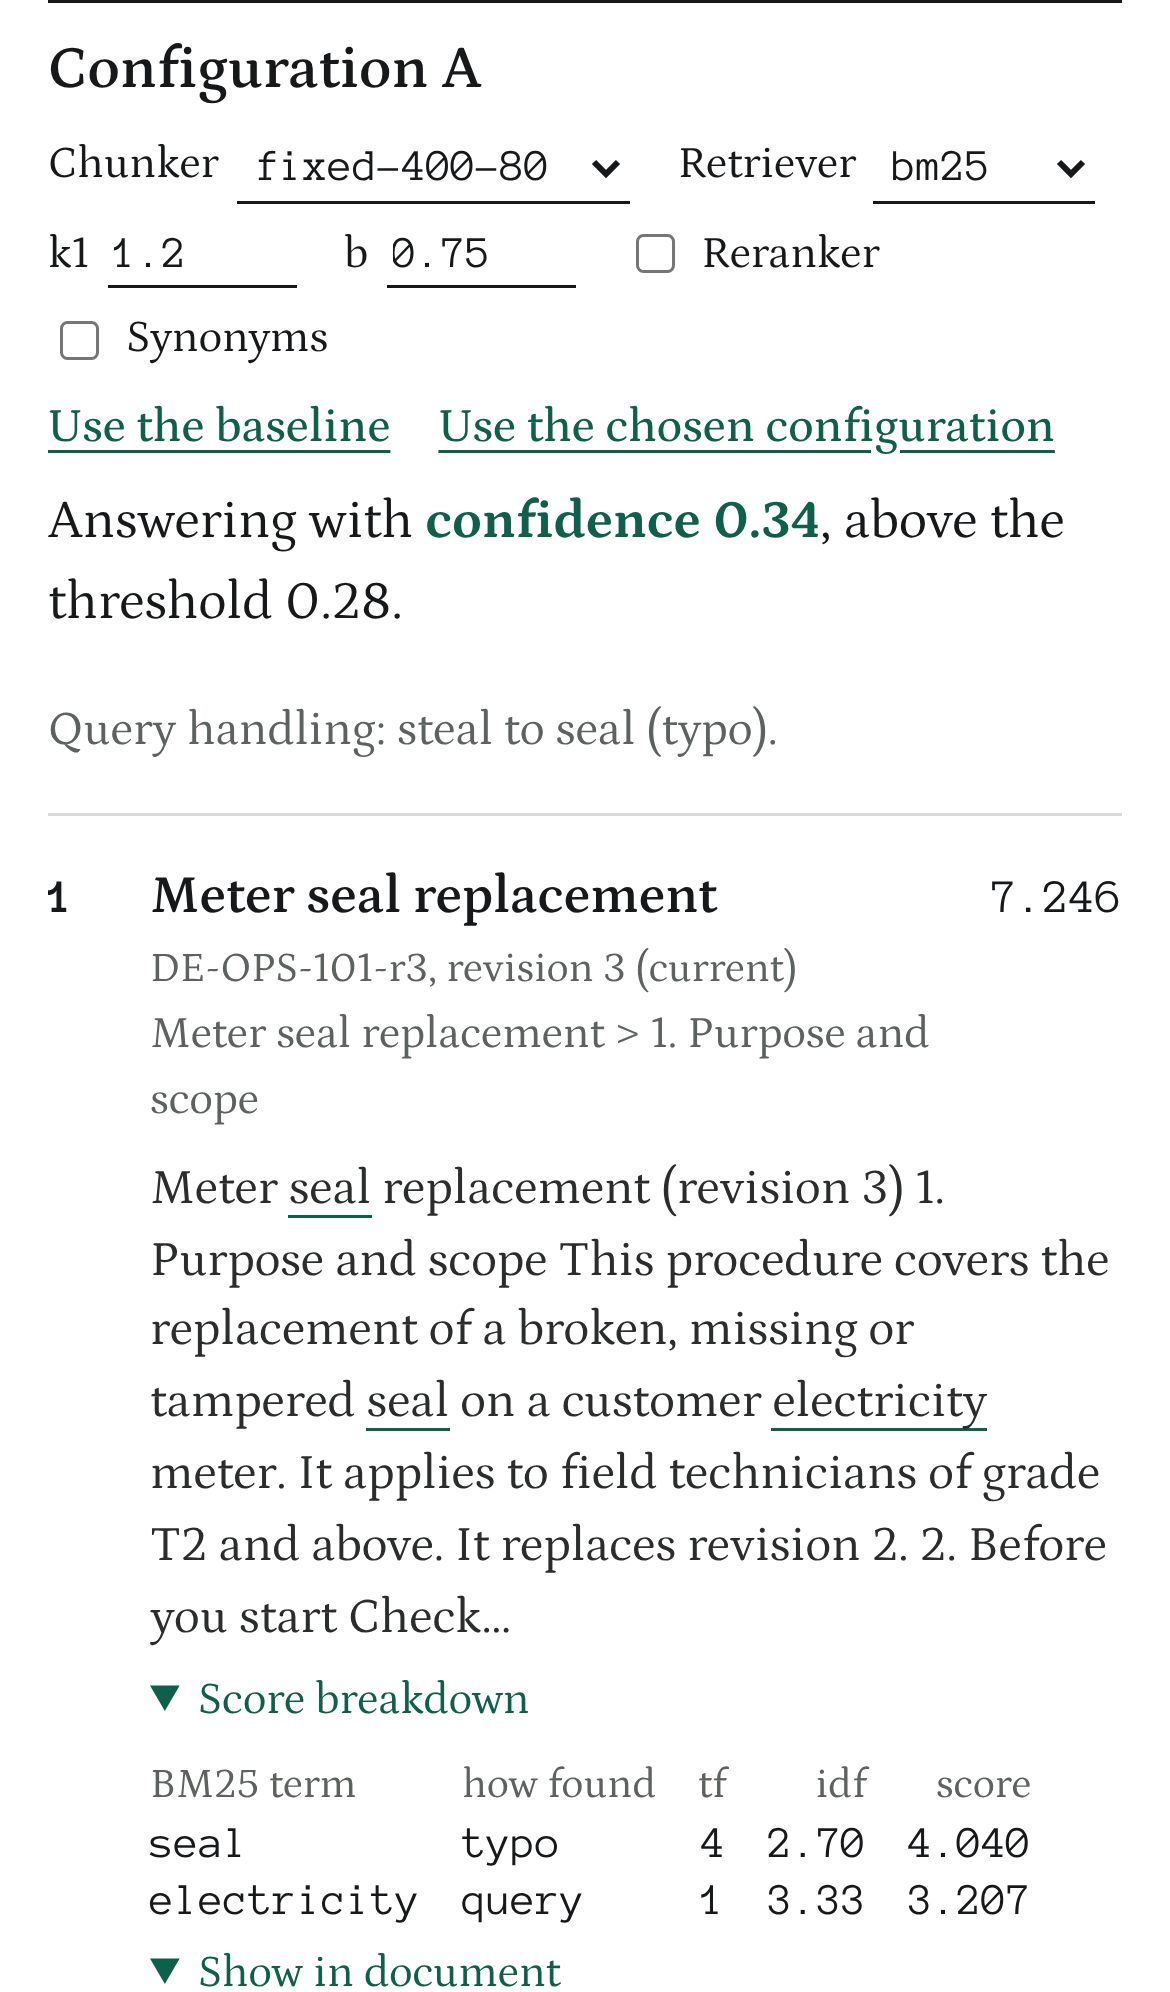 Configuration A
Chunker fixed-400-80 Retriever bm25
k1 1.2 b 0.75 Reranker
Synonyms
Use the baseline Use the chosen configuration
Answering with confidence 0.34, above the
threshold 0.28.
Query handling: steal to seal (typo).
1 Meter seal replacement 7.246
DE-OPS-101-r3, revision 3 (current)
Meter seal replacement > 1. Purpose and
scope
Meter seal replacement (revision 3) 1.
Purpose and scope This procedure covers the
replacement of a broken, missing or
tampered seal on a customer electricity
meter. It applies to field technicians of grade
T2 and above. It replaces revision 2. 2. Before
you start Check...
▼ Score breakdown
BM25 term how found tf idf score
seal typo 4 2.70 4.040
electricity query 1 3.33 3.207
▼ Show in document